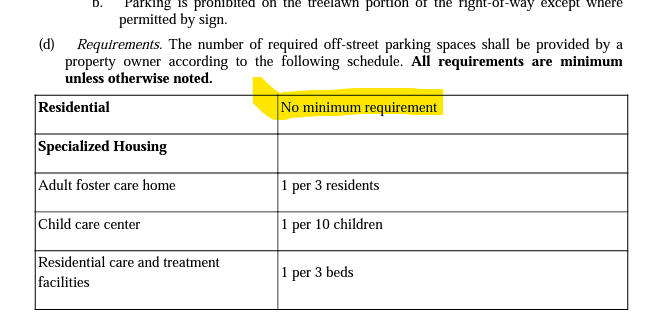 b. Parking is prohibited on the treelawn portion of the right-of-way except where
permitted by sign.
(d) Requirements. The number of required off-street parking spaces shall be provided by a
property owner according to the following schedule. All requirements are minimum
unless otherwise noted.
Residential No minimum requirement
Specialized Housing
Adult foster care home 1 per 3 residents
Child care center 1 per 10 children
Residential care and treatment
facilities 1 per 3 beds